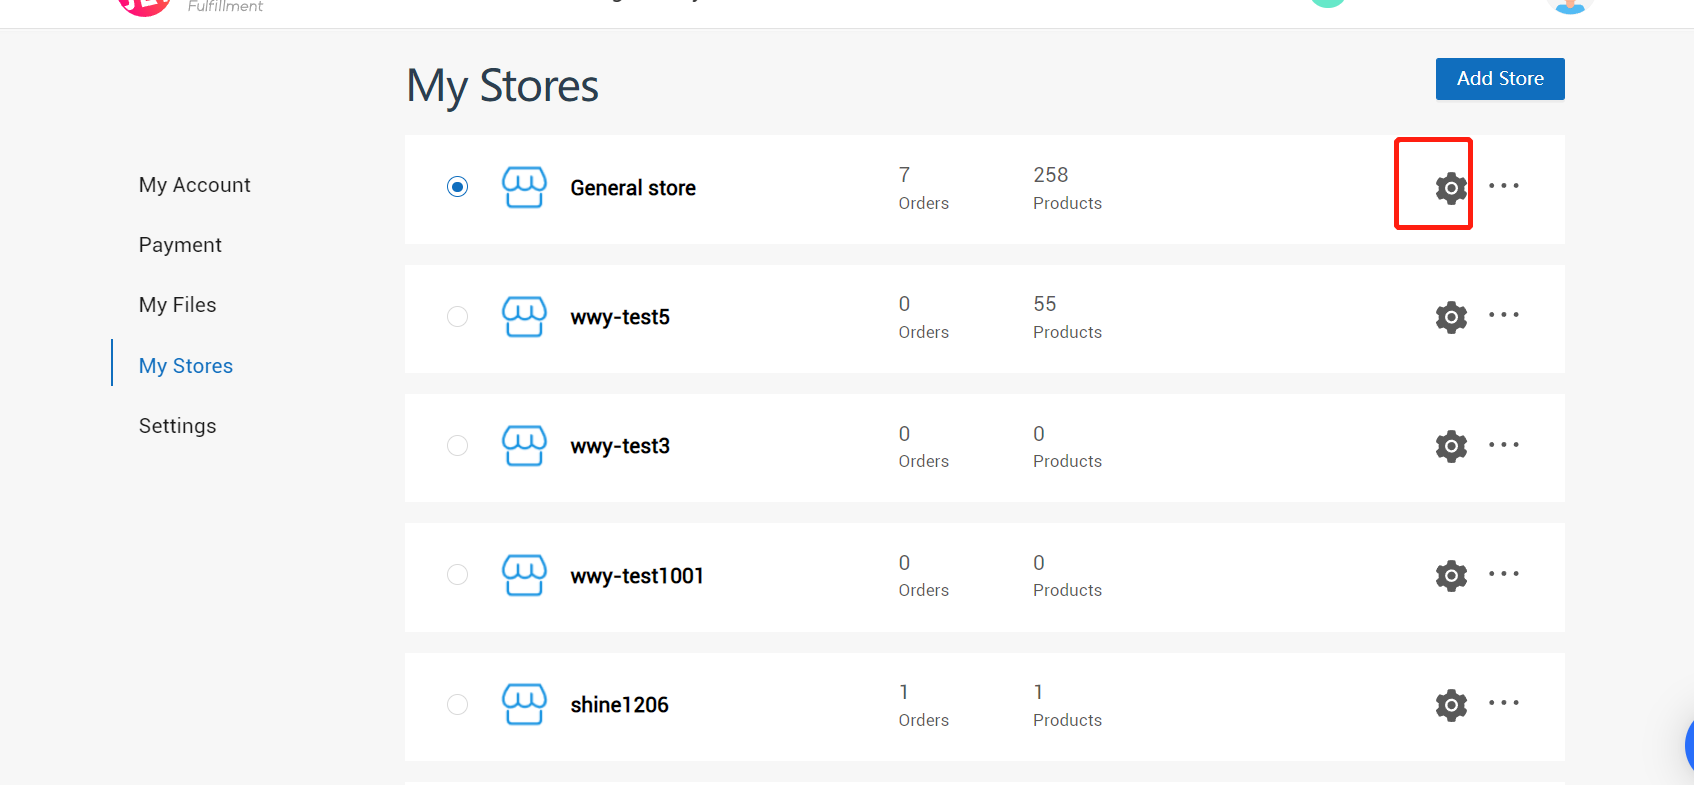 Fulfillment
My Stores
Add Store
My Account
Payment
My Files
My Stores
Settings
General store
7
Orders
258
Products
wwy-test5
0
Orders
55
Products
wwy-test3
0
Orders
0
Products
wwy-test1001
0
Orders
0
Products
shine1206
1
Orders
1
Products